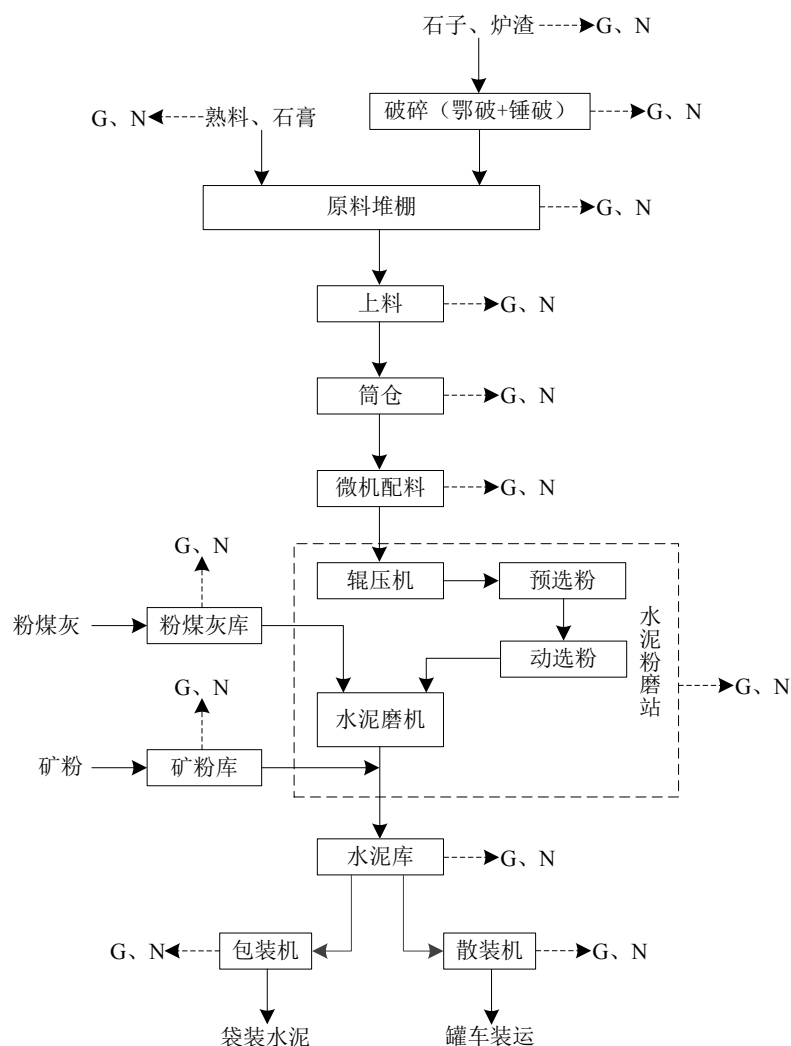 石子、炉渣 G、N
G、N 熟料、石膏
破碎（鄂破+锤破） G、N
原料堆棚 G、N
上料 G、N
筒仓 G、N
微机配料 G、N
G、N
辊压机 预选粉
粉煤灰 粉煤灰库
动选粉
水泥粉磨站
G、N
G、N
水泥磨机
矿粉 矿粉库
水泥库 G、N
G、N 包装机 散装机 G、N
袋装水泥 罐车装运